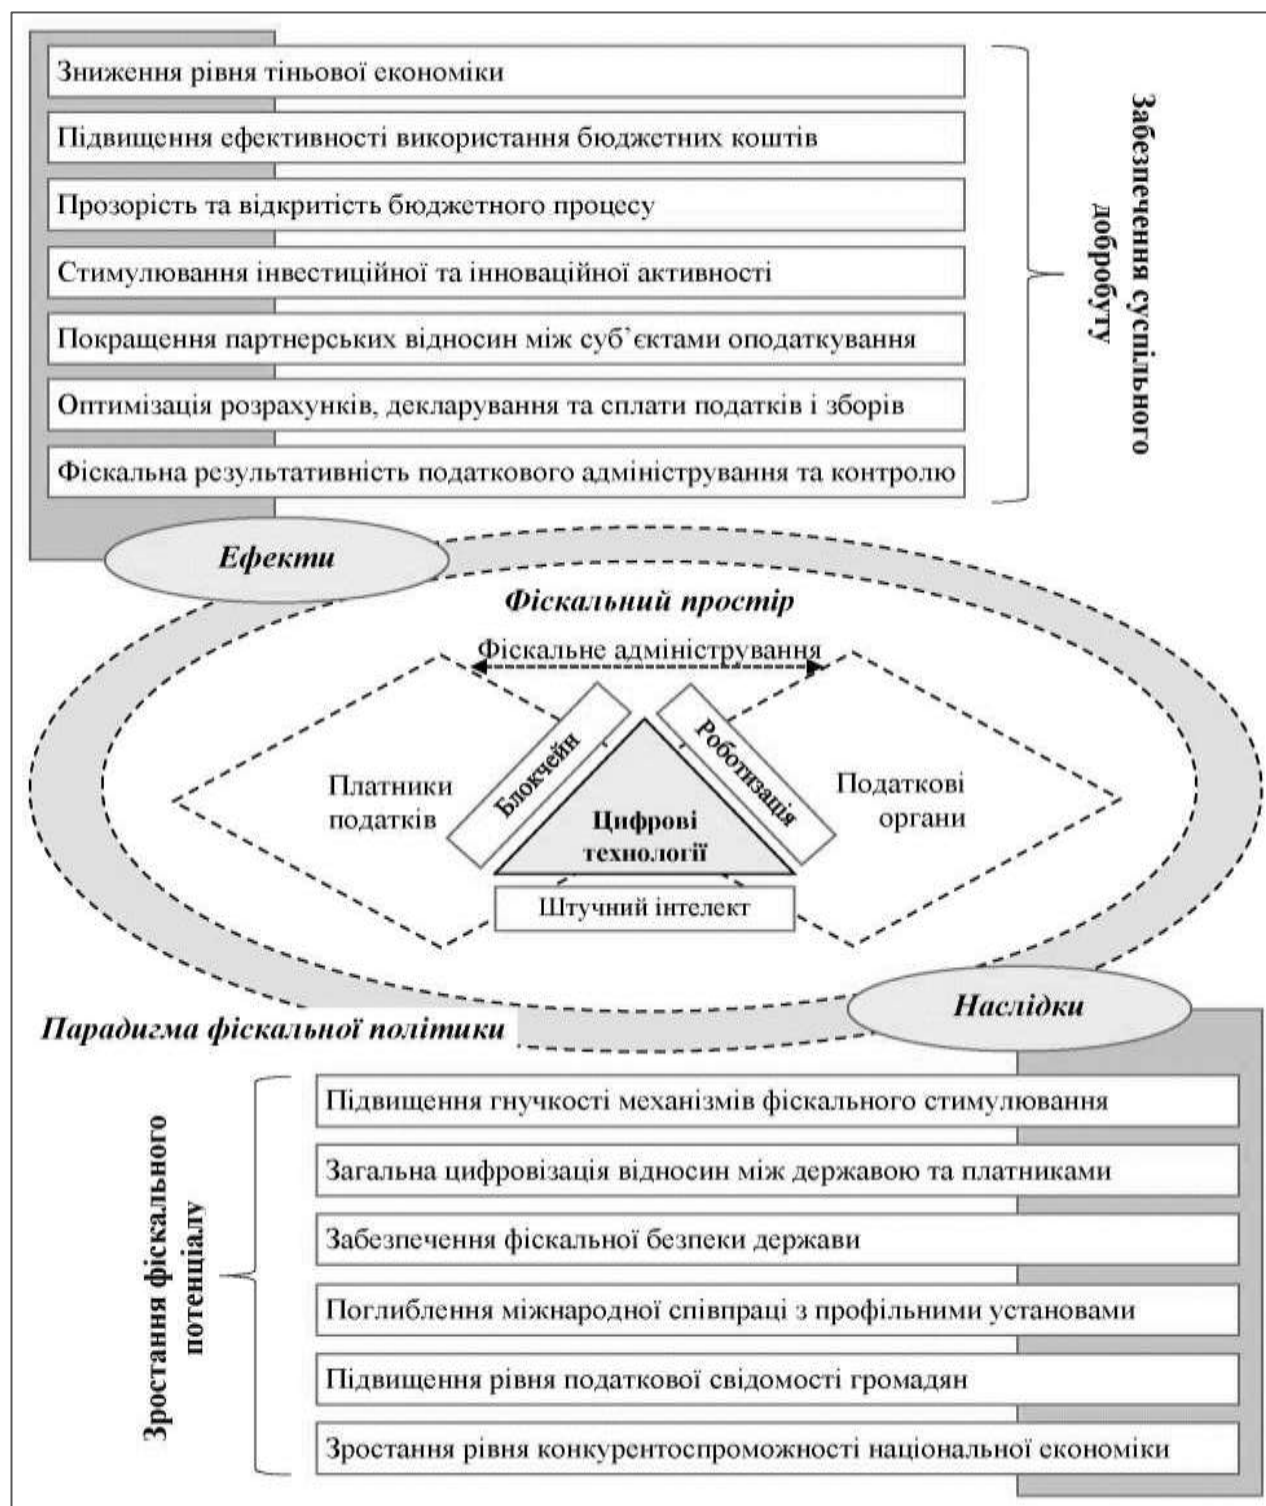 Зниження рівня тіньової економіки
Підвищення ефективності використання бюджетних коштів
Прозорість та відкритість бюджетного процесу
Стимулювання інвестиційної та інноваційної активності
Покращення партнерських відносин між суб`єктами оподаткування
Оптимізація розрахунків, декларування та сплати податків і зборів
Фіскальна результативність податкового адміністрування та контролю
Забезпечення суспільного
добробуту
Ефекти
Фіскальний простір
Фіскальне адміністрування
Платники
податків
Блокчейн
Роботизація
Цифрові
технології
Штучний інтелект
Податкові
органи
Наслідки
Парадигма фіскальної політики
Зростання фіскального
потенціалу
Підвищення гнучкості механізмів фіскального стимулювання
Загальна цифровізація відносин між державою та платниками
Забезпечення фіскальної безпеки держави
Поглиблення міжнародної співпраці з профільними установами
Підвищення рівня податкової свідомості громадян
Зростання рівня конкурентоспроможності національної економіки